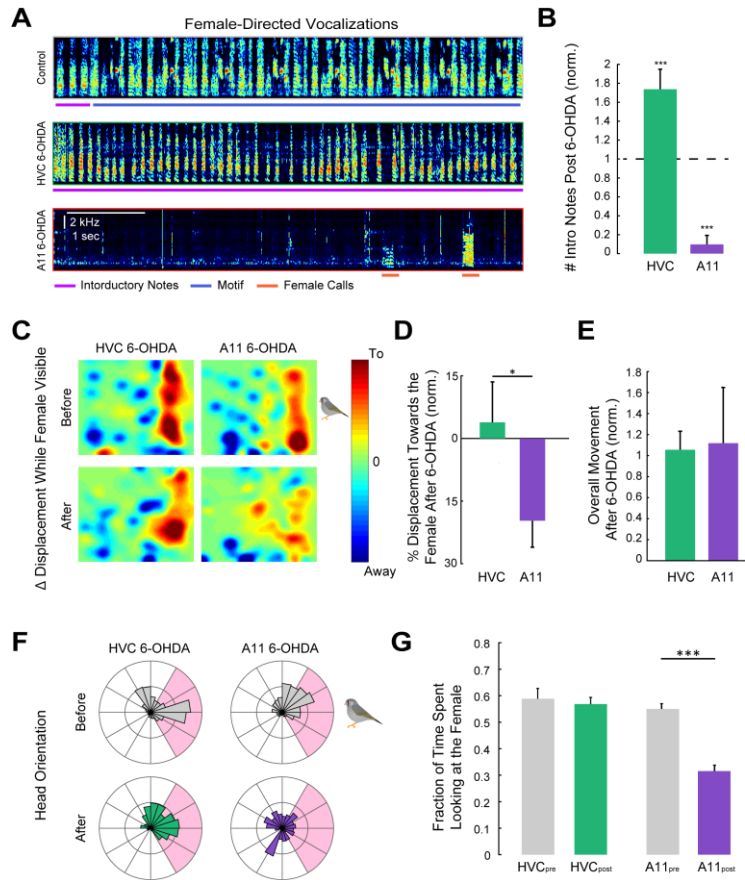 A
Female-Directed Vocalizations
Control
HVC 6-OHDA
A11 6-OHDA
2 kHz
1 sec
Intorductory Notes
Motif
Female Calls
B
# Intro Notes Post 6-OHDA (norm.)
2
1.8
1.6
1.4
1.2
1
0.8
0.6
0.4
0.2
0
***
***
HVC
A11
C
HVC 6-OHDA
A11 6-OHDA
Δ Displacement While Female Visible
Before
After
To
0
Away
D
% Displacement Towards the
Female After 6-OHDA (norm.)
15
0
15
30
*
HVC
A11
E
Overall Movement
After 6-OHDA (norm.)
1.8
1.6
1.4
1.2
1
0.8
0.6
0.4
0.2
0
HVC
A11
F
HVC 6-OHDA
A11 6-OHDA
Head Orientation
Before
After
G
Fraction of Time Spent
Looking at the Female
0.8
0.7
0.6
0.5
0.4
0.3
0.2
0.1
0
***
HVCpre
HVCpost
A11pre
A11post